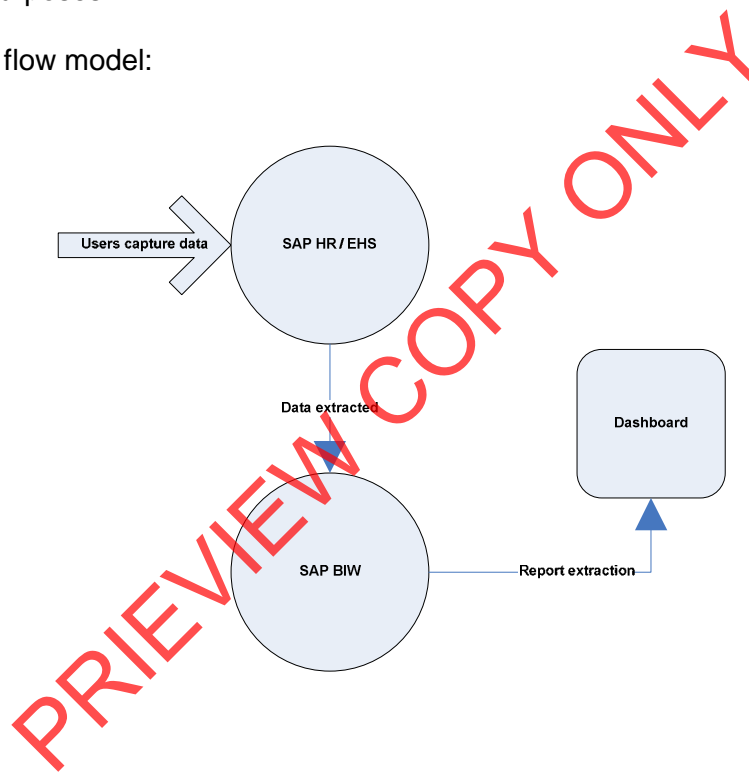 flow model:
Users capture data
SAP HR / EHS
Data extracted
Dashboard
SAP BIW
Report extraction
PRIEVIEW COPY ONLY